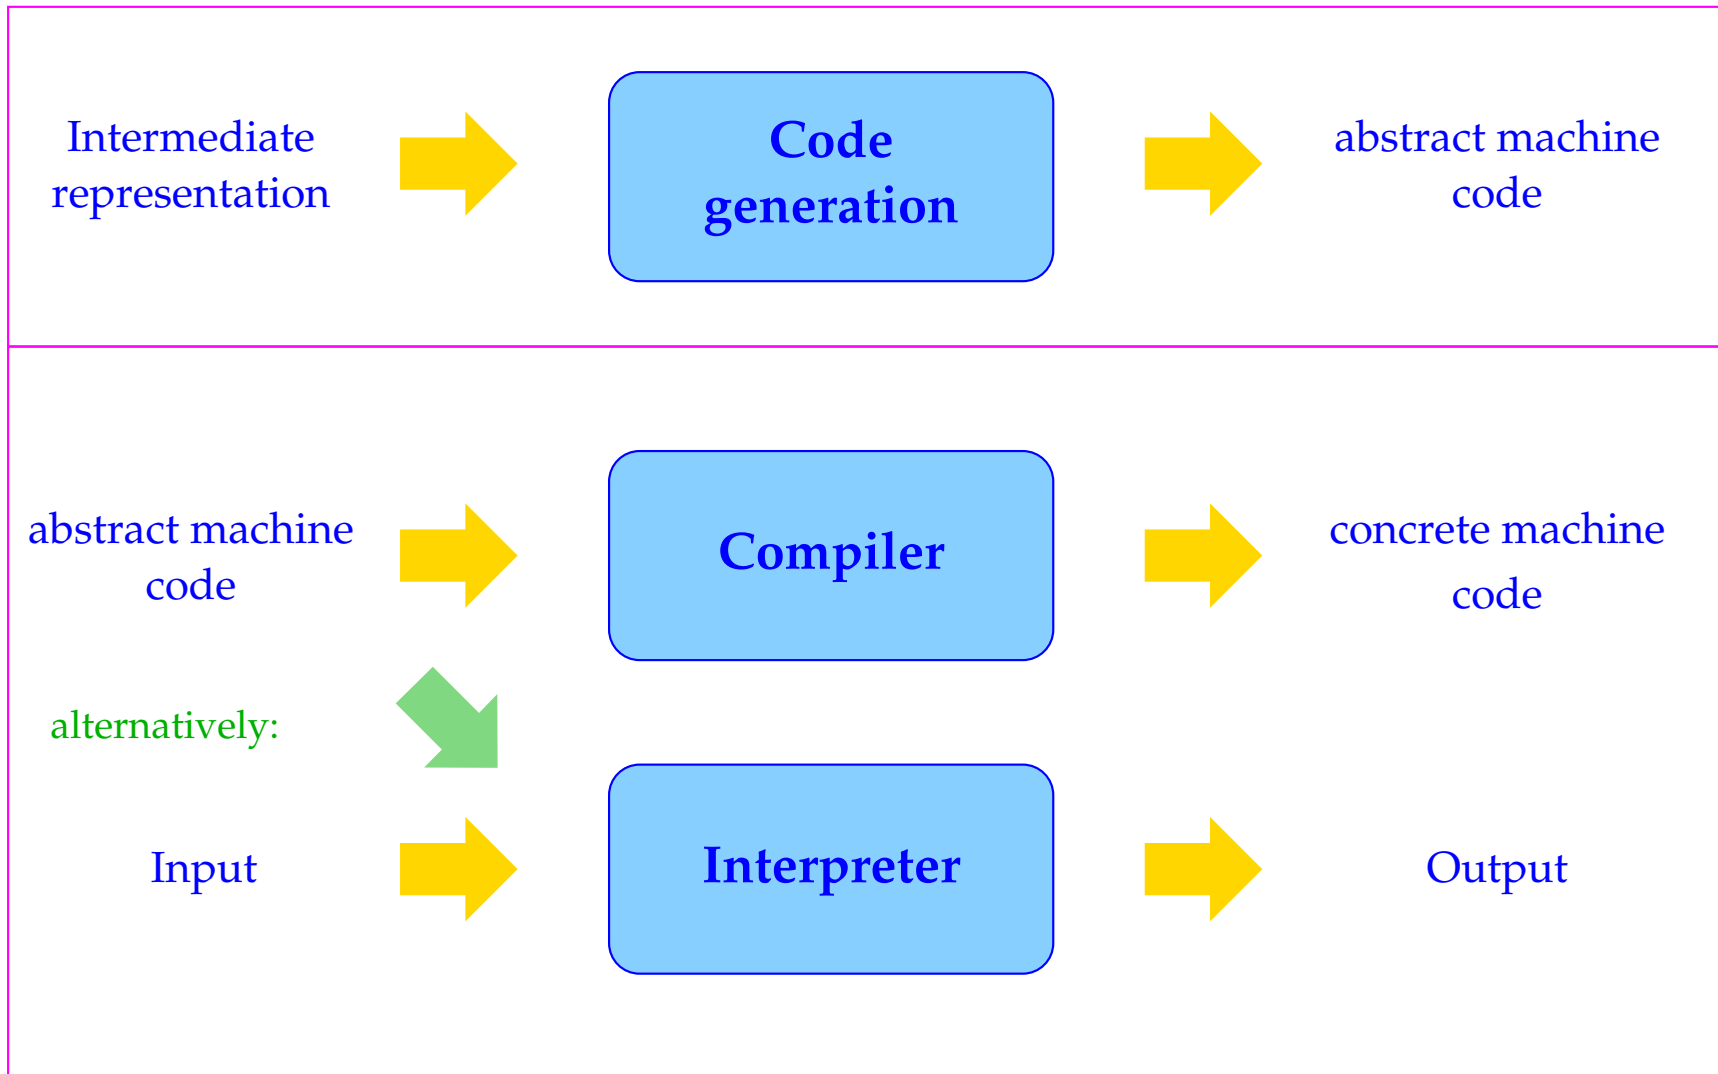 Intermediate
representation
Code
generation
abstract machine
code
abstract machine
code
Compiler
concrete machine
code
alternatively:
Input
Interpreter
Output